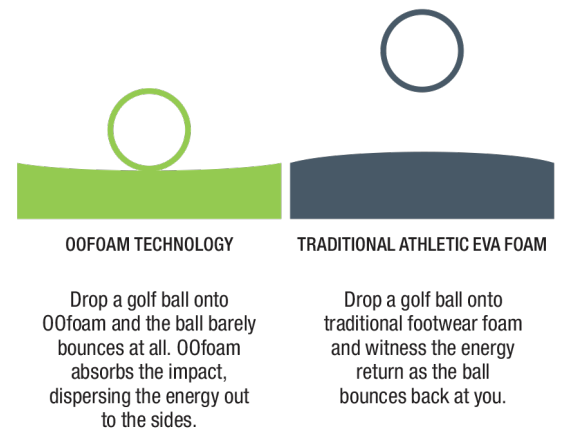 OOFOAM TECHNOLOGY
Drop a golf ball onto
OOfoam and the ball barely
bounces at all. OOfoam
absorbs the impact,
dispersing the energy out
to the sides.
TRADITIONAL ATHLETIC EVA FOAM
Drop a golf ball onto
traditional footwear foam
and witness the energy
return as the ball
bounces back at you.